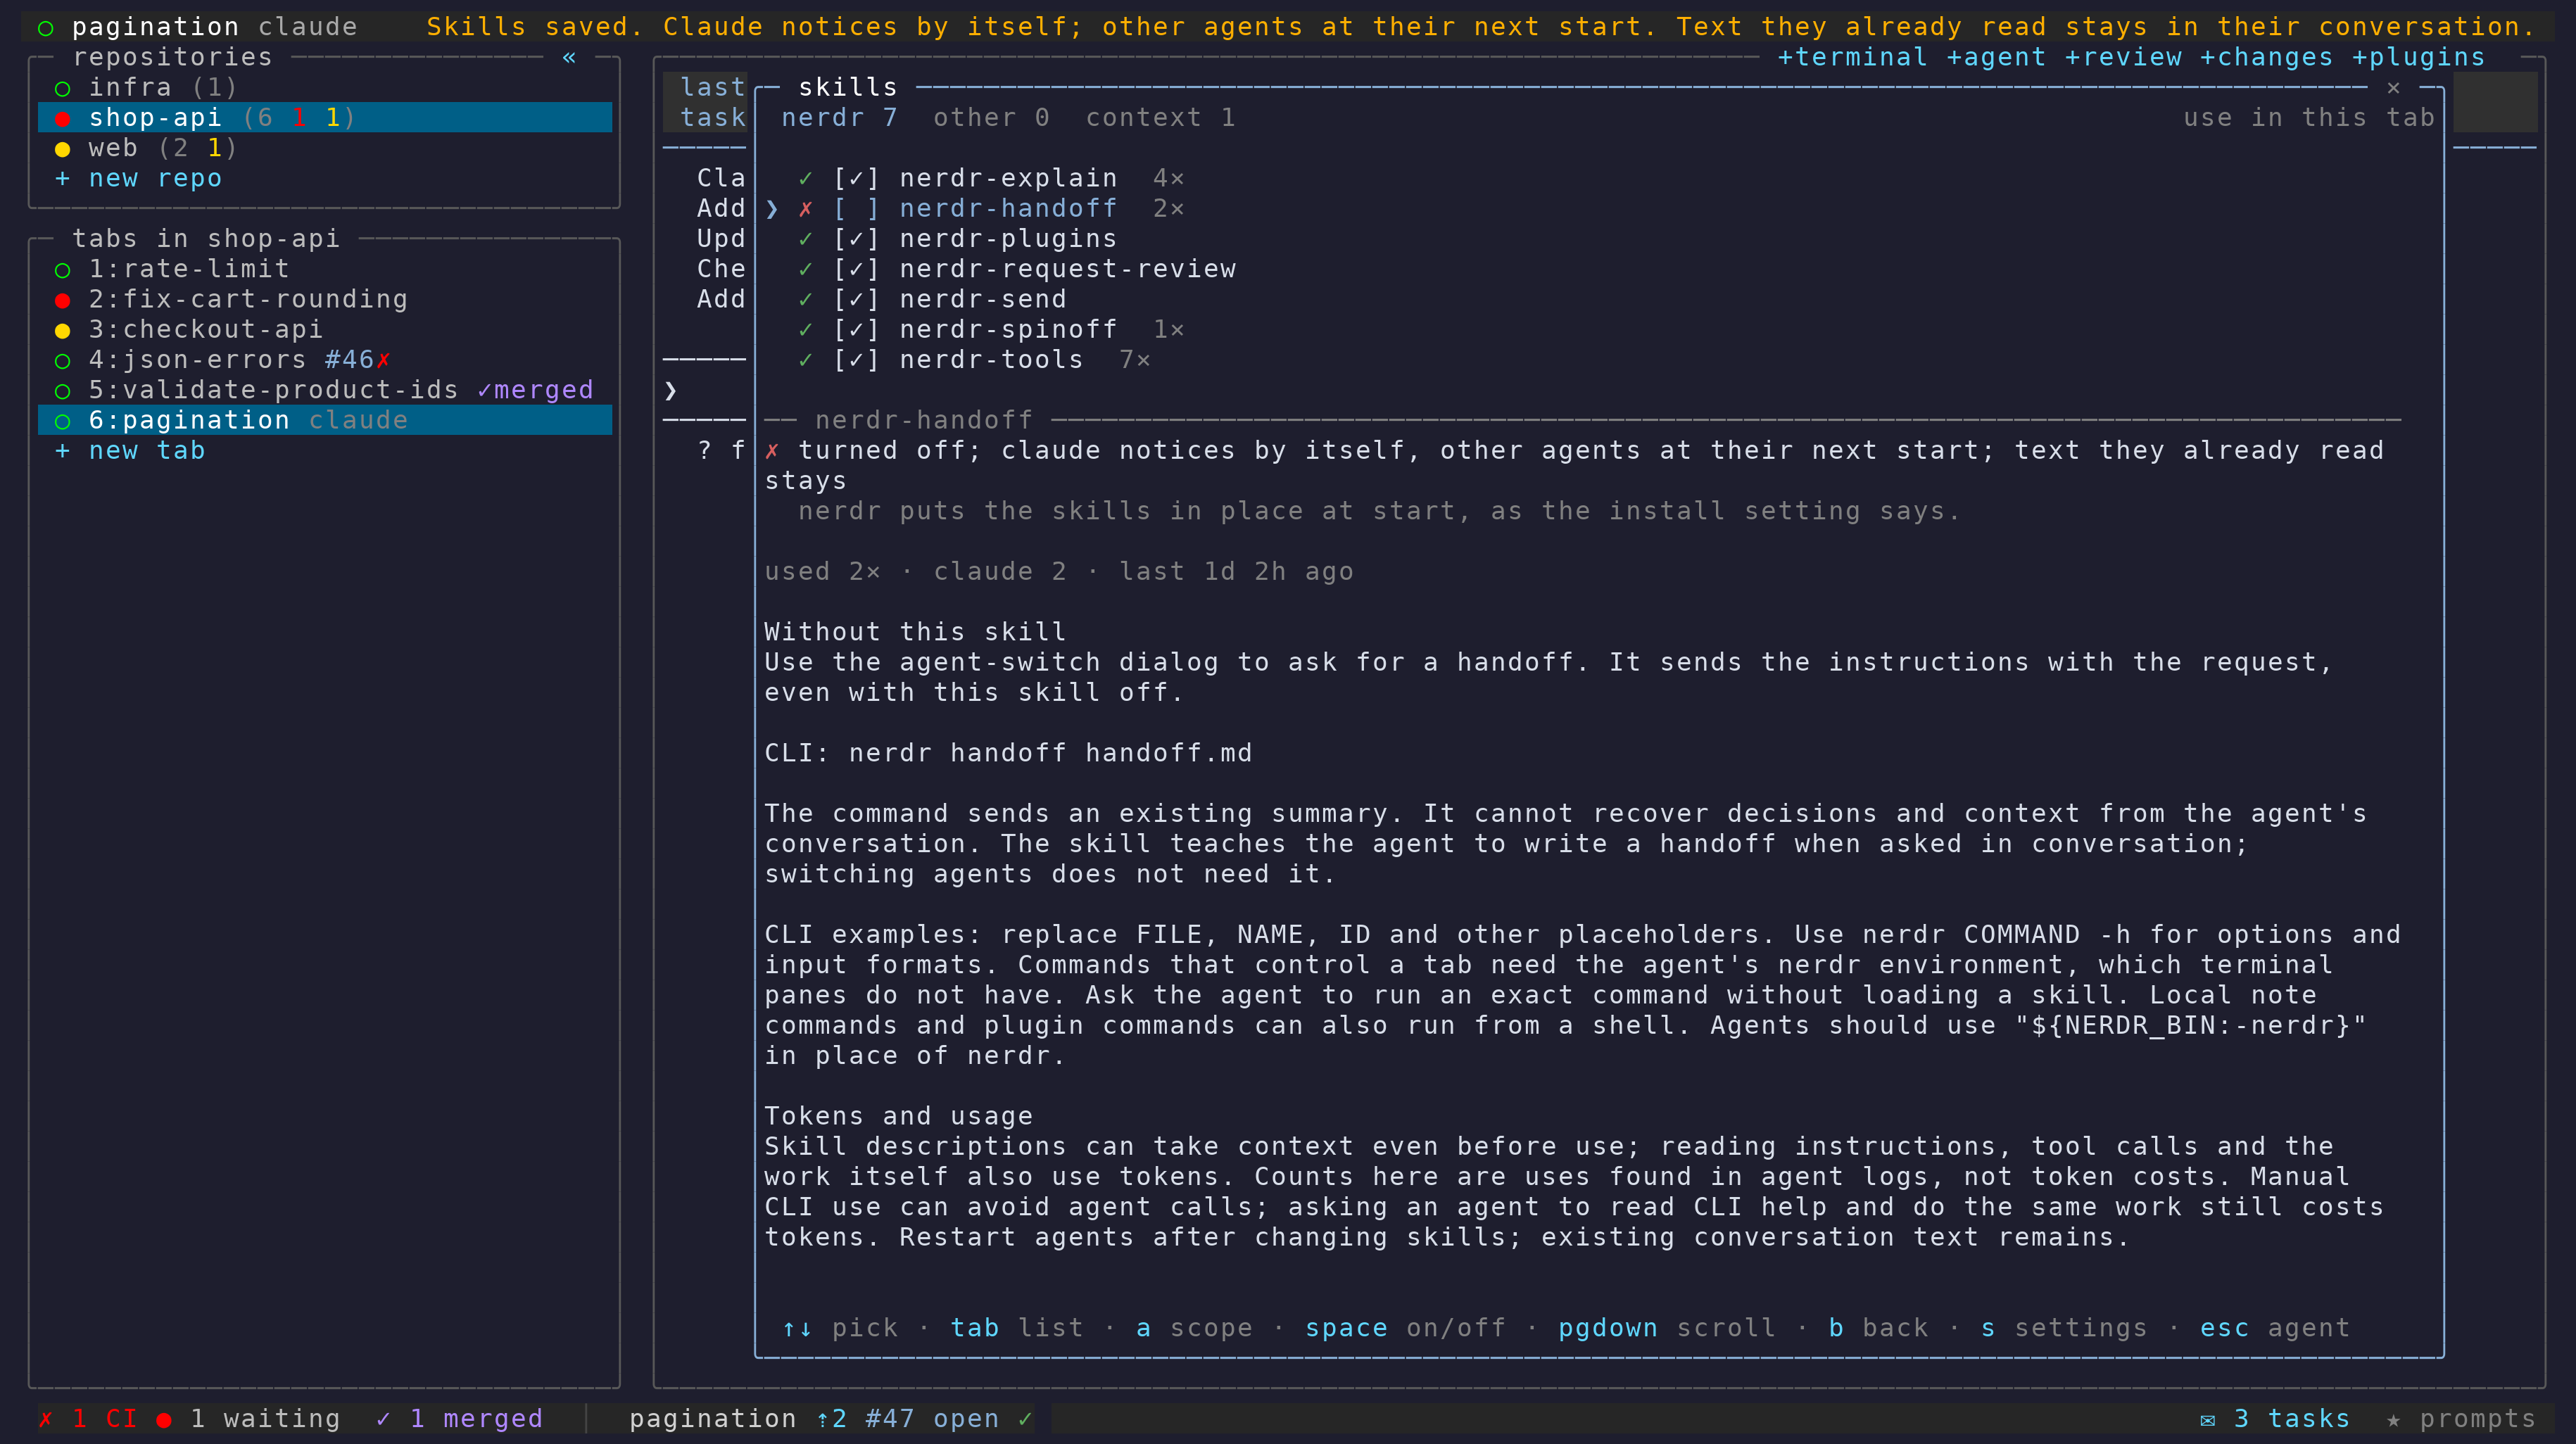 ○ pagination claude    Skills saved. Claude notices by itself; other agents at their next start. Text they already read stays in their conversation.
repositories «
○ infra (1)
● shop-api (6 1 1)
● web (2 1)
+ new repo
tabs in shop-api
○ 1:rate-limit
● 2:fix-cart-rounding
● 3:checkout-api
○ 4:json-errors #46✗
○ 5:validate-product-ids ✓merged
○ 6:pagination claude
+ new tab
+terminal +agent +review +changes +plugins
last
task
Cla
Add
Upd
Che
Add
❯
? f
skills ×
nerdr 7  other 0  context 1    use in this tab
✓ [✓] nerdr-explain  4×
❯ ✗ [ ] nerdr-handoff  2×
✓ [✓] nerdr-plugins
✓ [✓] nerdr-request-review
✓ [✓] nerdr-send
✓ [✓] nerdr-spinoff  1×
✓ [✓] nerdr-tools  7×
nerdr-handoff
✗ turned off; claude notices by itself, other agents at their next start; text they already read
stays
nerdr puts the skills in place at start, as the install setting says.
used 2× · claude 2 · last 1d 2h ago
Without this skill
Use the agent-switch dialog to ask for a handoff. It sends the instructions with the request,
even with this skill off.
CLI: nerdr handoff handoff.md
The command sends an existing summary. It cannot recover decisions and context from the agent's
conversation. The skill teaches the agent to write a handoff when asked in conversation;
switching agents does not need it.
CLI examples: replace FILE, NAME, ID and other placeholders. Use nerdr COMMAND -h for options and
input formats. Commands that control a tab need the agent's nerdr environment, which terminal
panes do not have. Ask the agent to run an exact command without loading a skill. Local note
commands and plugin commands can also run from a shell. Agents should use "${NERDR_BIN:-nerdr}"
in place of nerdr.
Tokens and usage
Skill descriptions can take context even before use; reading instructions, tool calls and the
work itself also use tokens. Counts here are uses found in agent logs, not token costs. Manual
CLI use can avoid agent calls; asking an agent to read CLI help and do the same work still costs
tokens. Restart agents after changing skills; existing conversation text remains.
↑↓ pick · tab list · a scope · space on/off · pgdown scroll · b back · s settings · esc agent
✗ 1 CI ● 1 waiting  ✓ 1 merged  │  pagination ⇡2 #47 open ✓    ✉ 3 tasks  ★ prompts